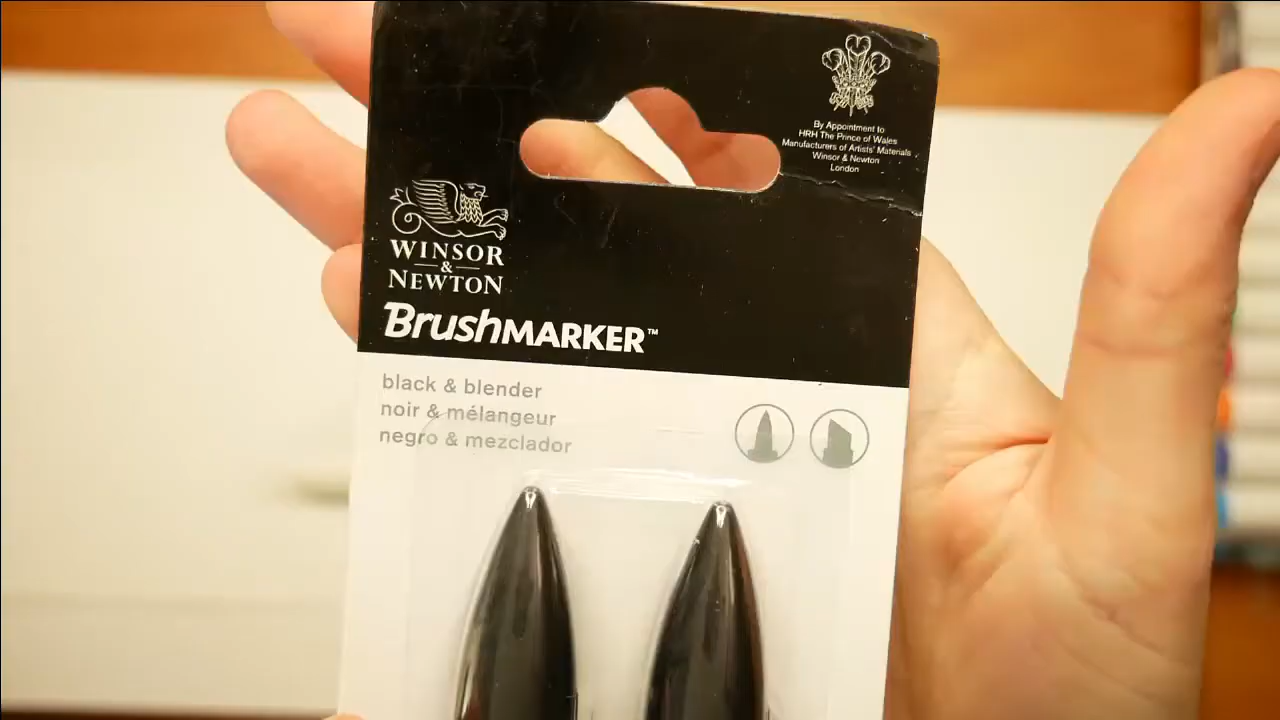 By Appointment to
HRH The Prince of Wales
Manufacturers of Artists' Materials
Winsor & Newton
London
WINSOR
&
NEWTON
BrushMARKER™
black & blender
noir & mélangeur
negro & mezclador